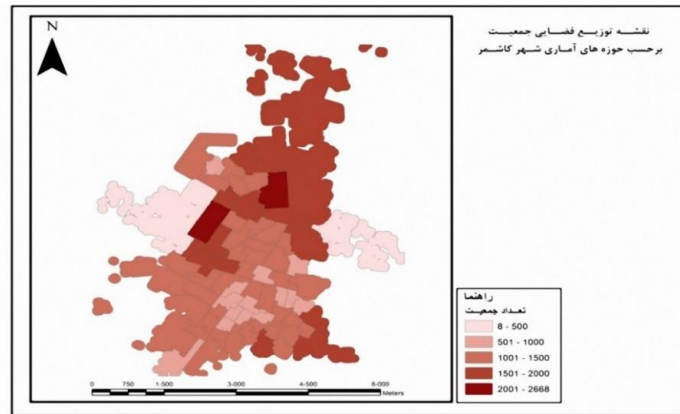 N
نقشه توزیع فضایی جمعیت
برحسب حوزه های آماری شهر کاشمر
راهنما
تعداد جمعیت
8 - 500
501 - 1000
1001 - 1500
1501 - 2000
2001 - 2668
0 750 1-500 3-000 4-500 6-000
Meters